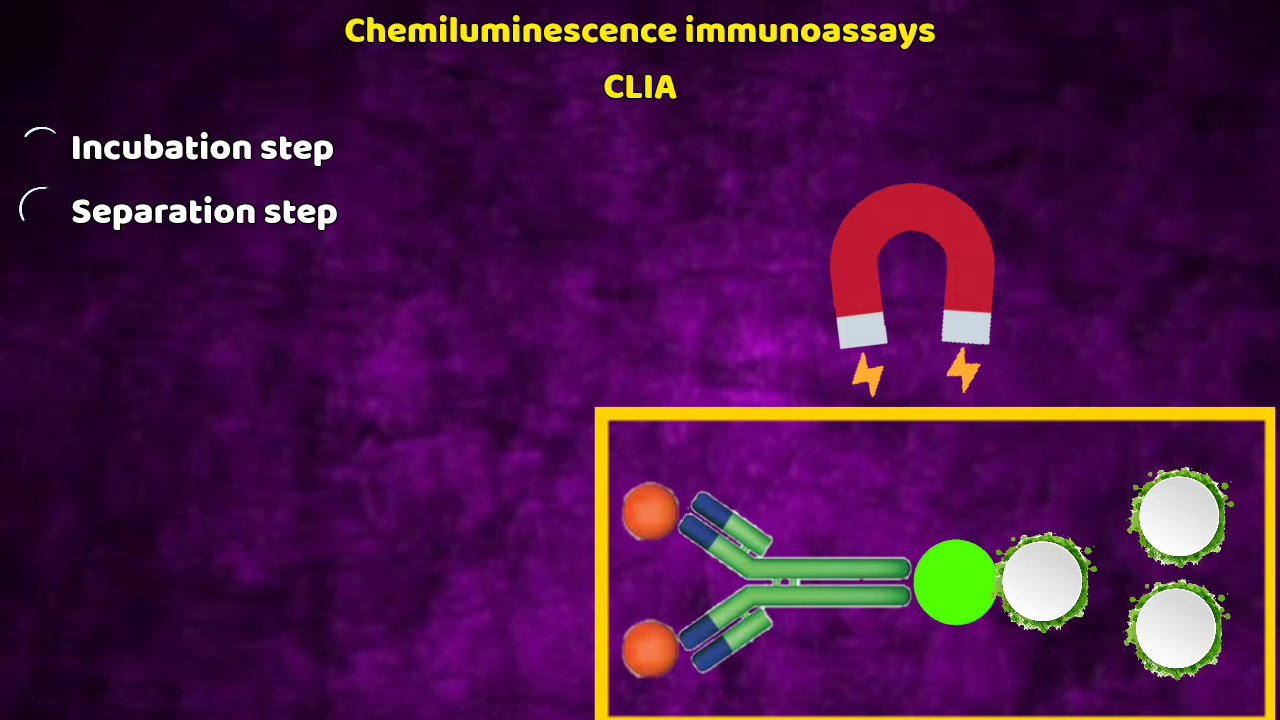 Chemiluminescence immunoassays
CLIA
Incubation step
Separation step